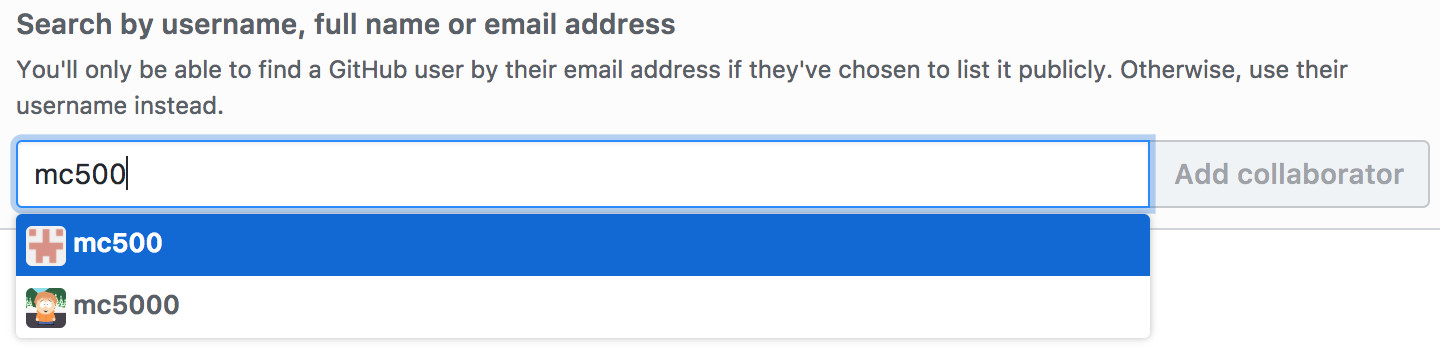 Search by username, full name or email address
You'll only be able to find a GitHub user by their email address if they've chosen to list it publicly. Otherwise, use their
username instead.
mc500
Add collaborator
mc500
mc5000